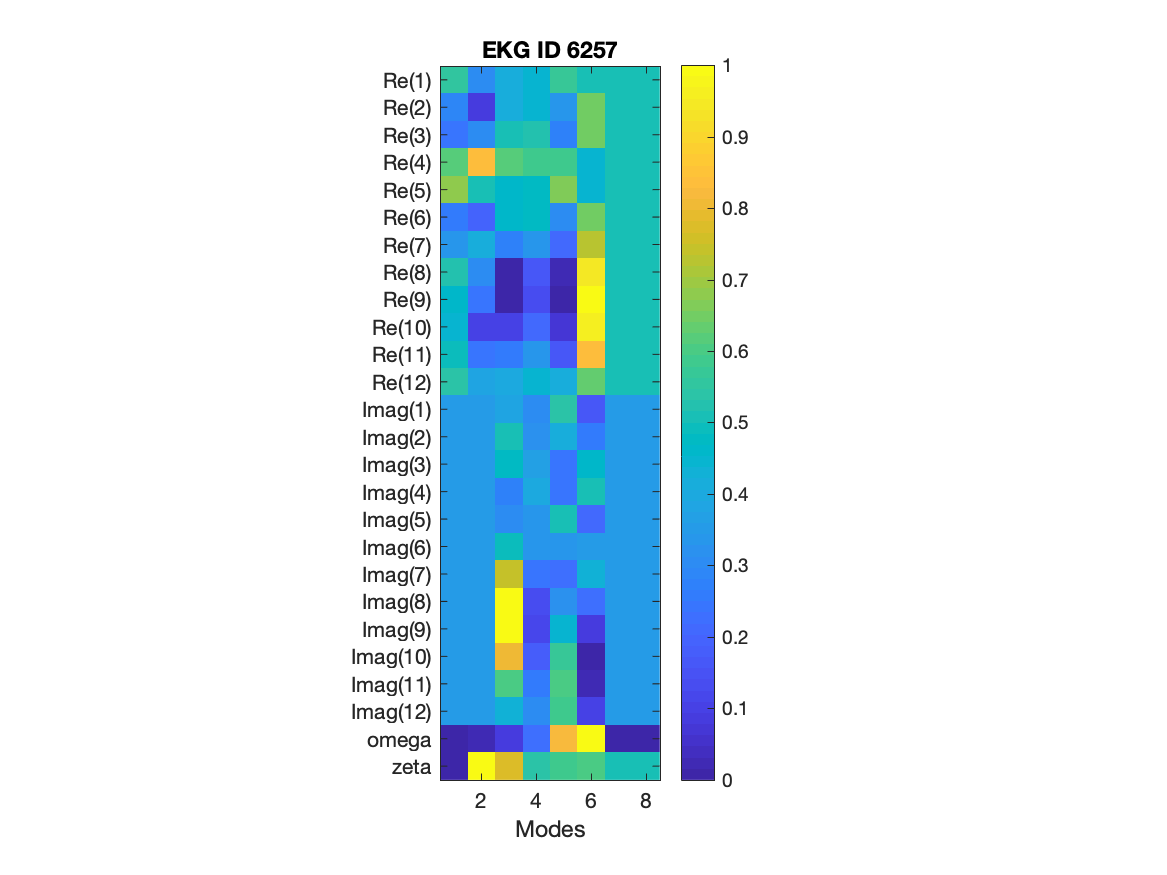 EKG ID 6257
Re(1)
Re(2)
Re(3)
Re(4)
Re(5)
Re(6)
Re(7)
Re(8)
Re(9)
Re(10)
Re(11)
Re(12)
Imag(1)
Imag(2)
Imag(3)
Imag(4)
Imag(5)
Imag(6)
Imag(7)
Imag(8)
Imag(9)
Imag(10)
Imag(11)
Imag(12)
omega
zeta
2 4 6 8
Modes
1
0.9
0.8
0.7
0.6
0.5
0.4
0.3
0.2
0.1
0